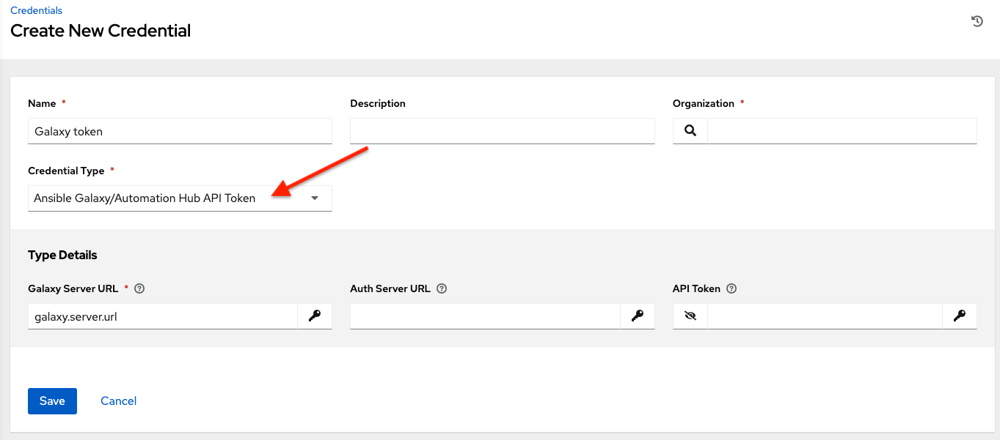 Credentials
Create New Credential
Name *
Description
Organization *
Galaxy token
Credential Type *
Ansible Galaxy/Automation Hub API Token
Type Details
Galaxy Server URL *
Auth Server URL
API Token
galaxy.server.url
Save
Cancel